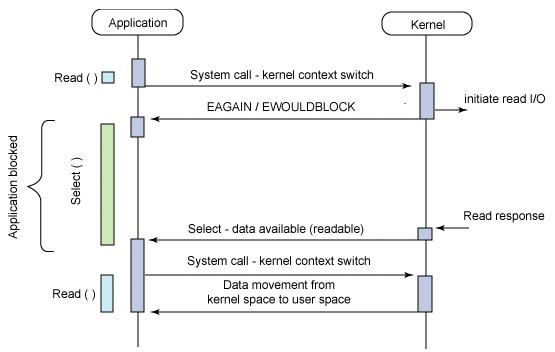 Application
Kernel
Read ( )
System call - kernel context switch
initiate read I/O
EAGAIN / EWOULDBLOCK
Application blocked
Select ( )
Read response
Select - data available (readable)
System call - kernel context switch
Read ( )
Data movement from
kernel space to user space